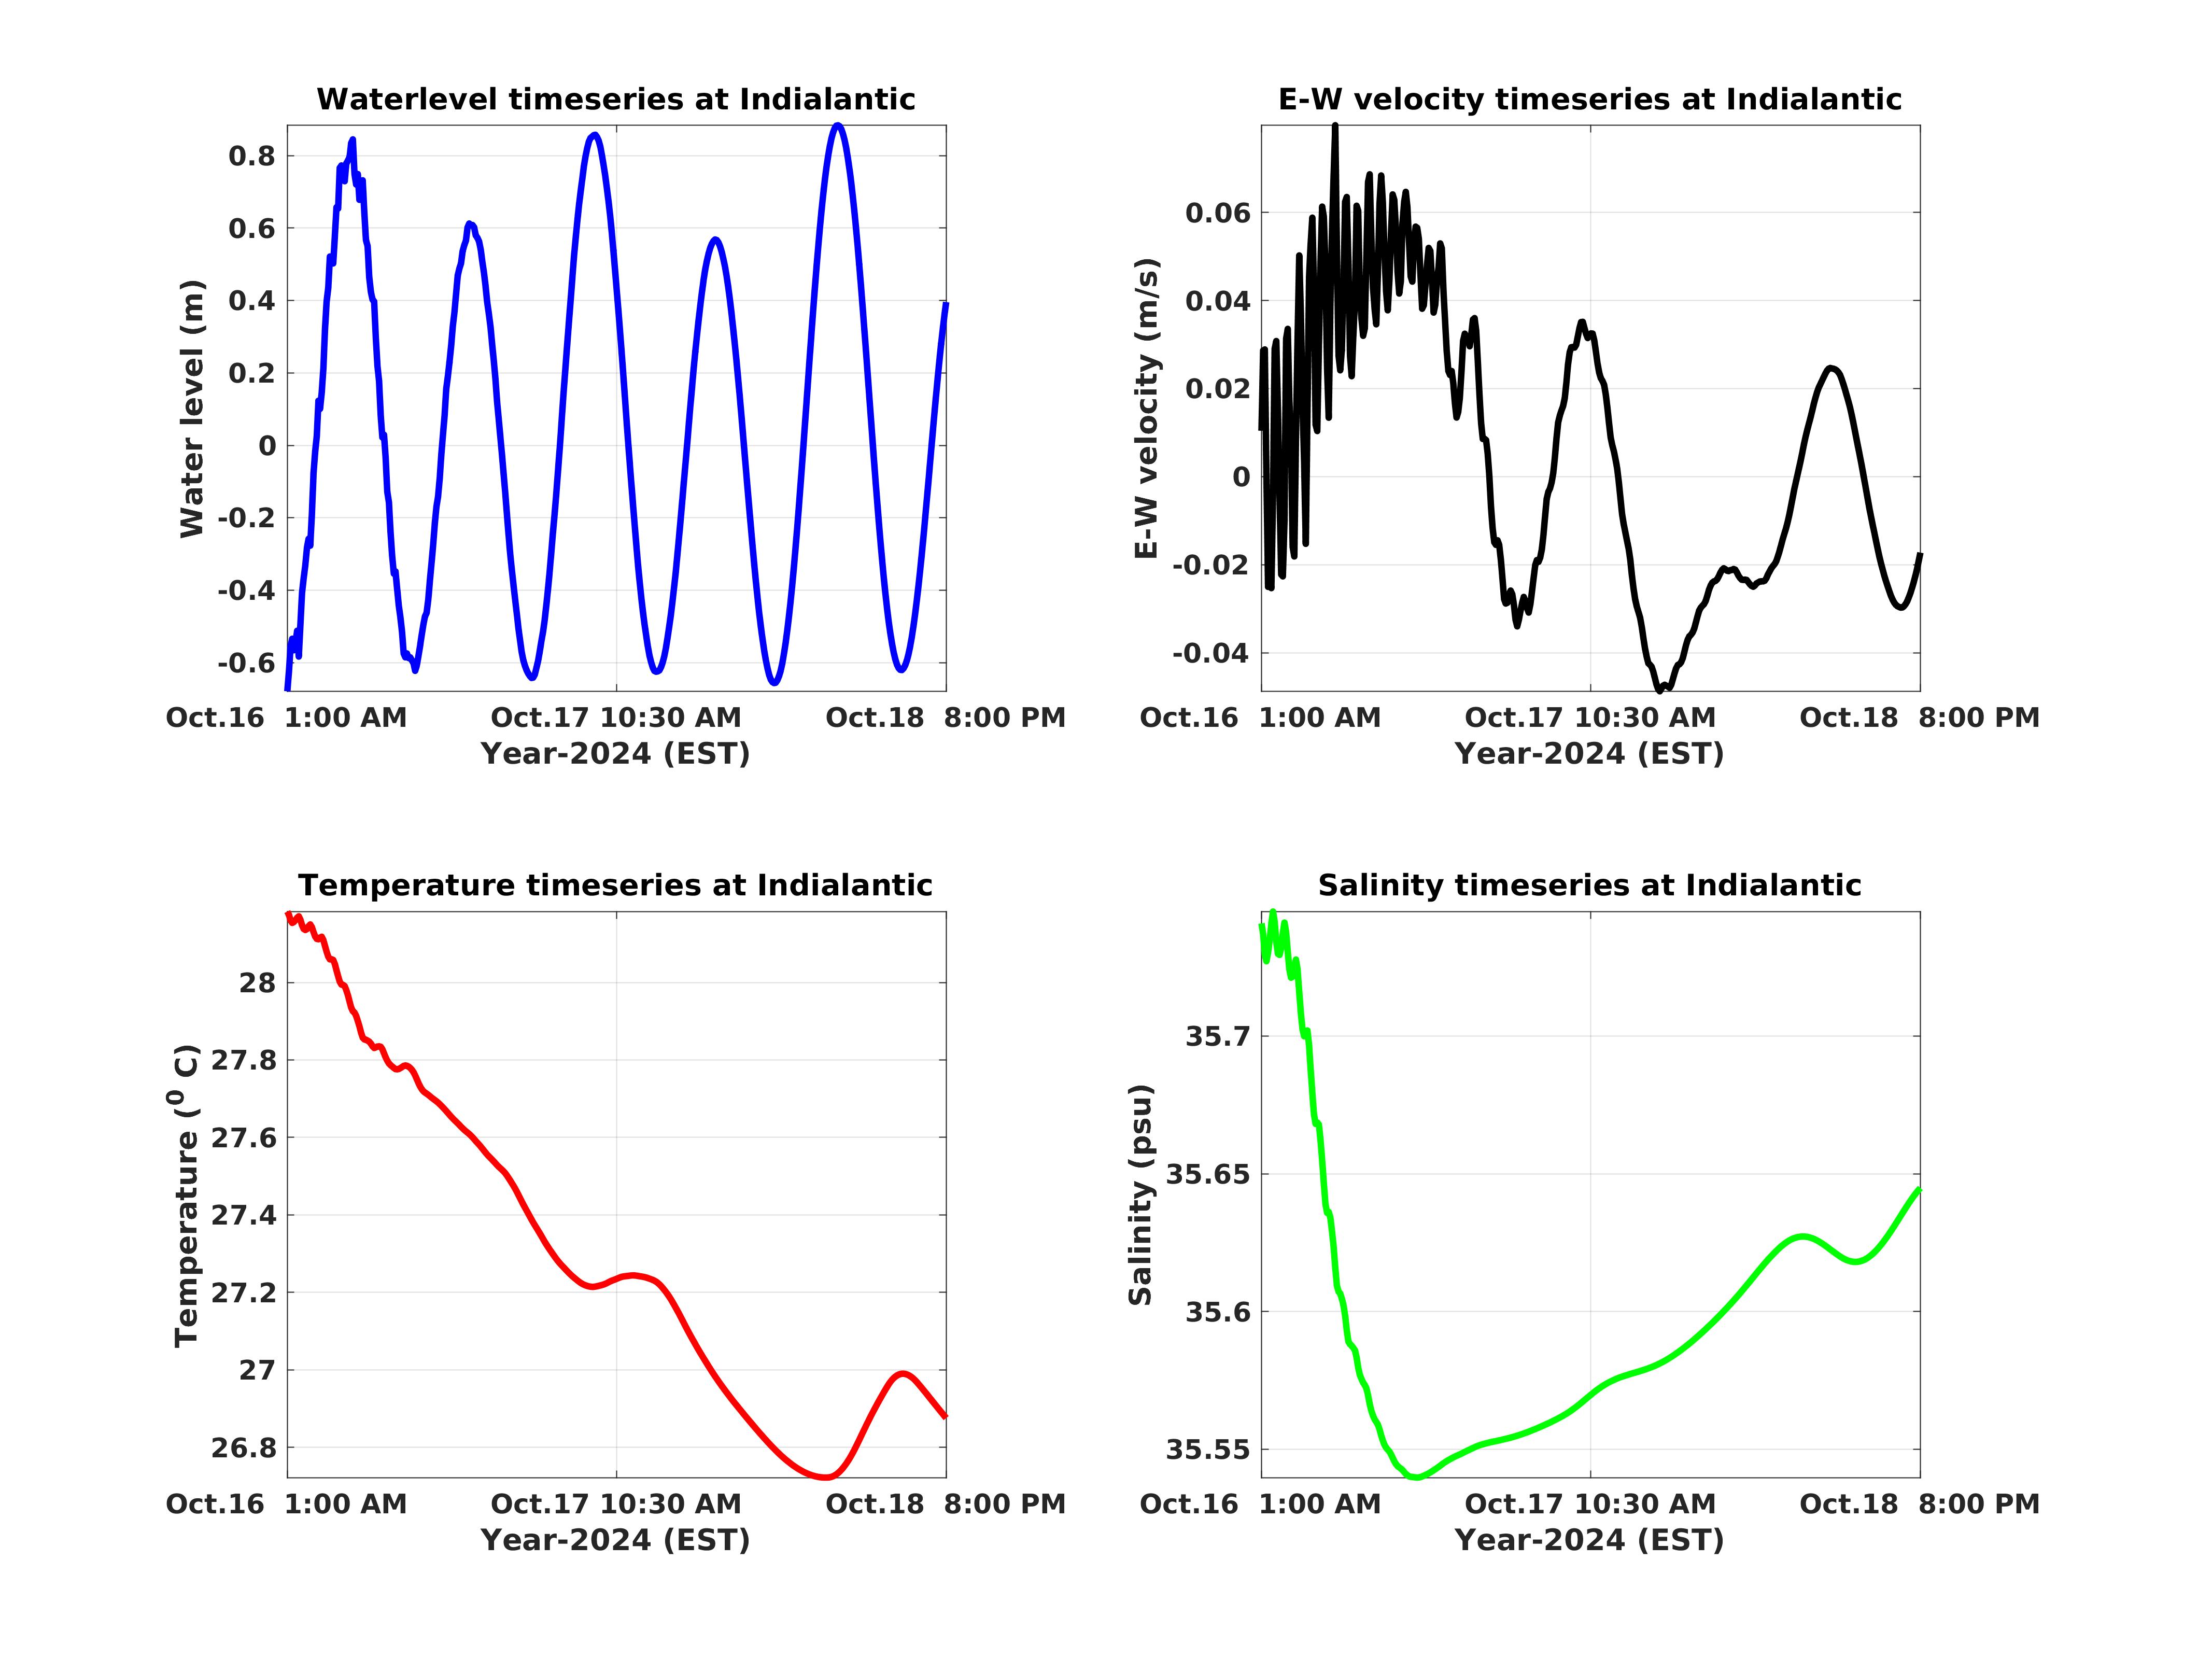 Waterlevel timeseries at Indialantic
0.8
0.6
0.4
0.2
0
-0.2
-0.4
-0.6
Water level (m)
Oct.16 1:00 AM
Oct.17 10:30 AM
Oct.18 8:00 PM
Year-2024 (EST)
E-W velocity timeseries at Indialantic
0.06
0.04
0.02
0
-0.02
-0.04
E-W velocity (m/s)
Oct.16 1:00 AM
Oct.17 10:30 AM
Oct.18 8:00 PM
Year-2024 (EST)
Temperature timeseries at Indialantic
28
27.8
27.6
27.4
27.2
27
26.8
Temperature (⁰ C)
Oct.16 1:00 AM
Oct.17 10:30 AM
Oct.18 8:00 PM
Year-2024 (EST)
Salinity timeseries at Indialantic
35.7
35.65
35.6
35.55
Salinity (psu)
Oct.16 1:00 AM
Oct.17 10:30 AM
Oct.18 8:00 PM
Year-2024 (EST)